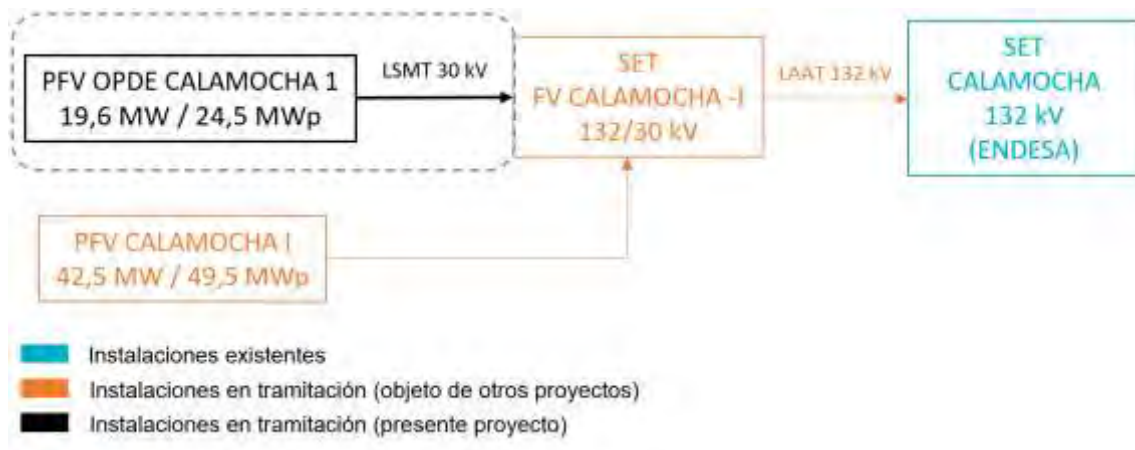 PFV OPDE CALAMOCHA 1
19,6 MW / 24,5 MWp
LSMT 30 kV
SET
FV CALAMOCHA -I
132/30 kV
LAAT 132 kV
SET
CALAMOCHA
132 kV
(ENDESA)
PFV CALAMOCHA I
42,5 MW / 49,5 MWp
Instalaciones existentes
Instalaciones en tramitación (objeto de otros proyectos)
Instalaciones en tramitación (presente proyecto)